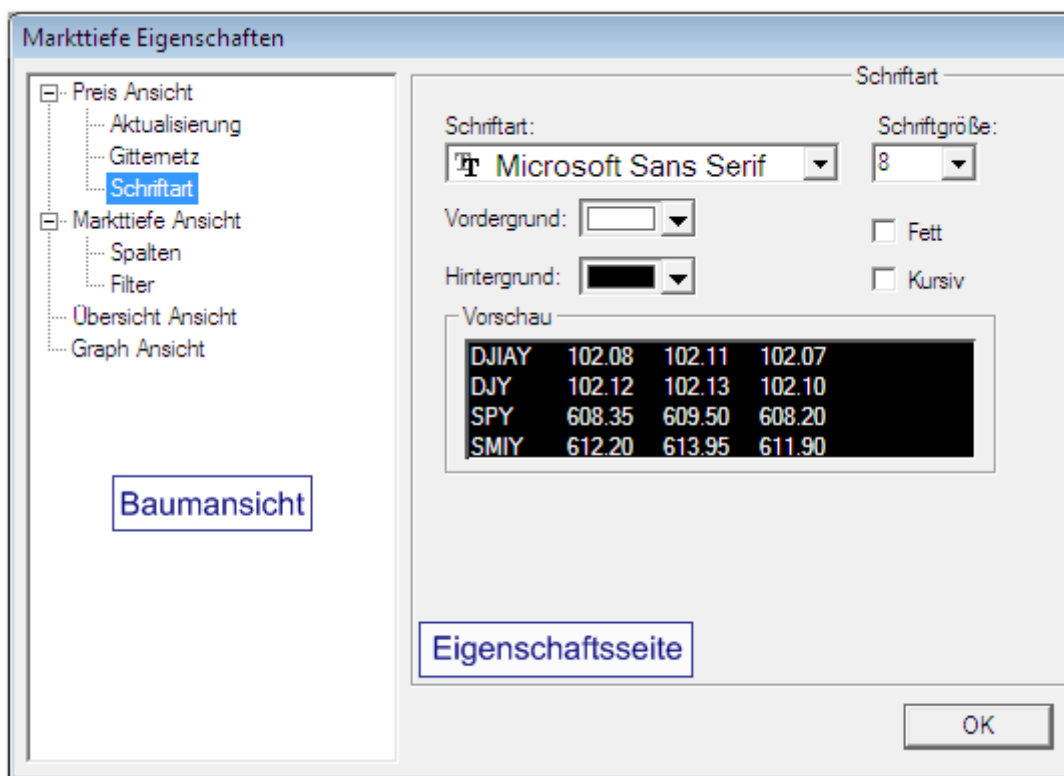 Markttiefe Eigenschaften
Preis Ansicht
Aktualisierung
Gitternetz
Schriftart
Markttiefe Ansicht
Spalten
Filter
Übersicht Ansicht
Graph Ansicht
Baumansicht
Schriftart
Schriftart:
Schriftgröße:
Microsoft Sans Serif
8
Vordergrund:
Fett
Hintergrund:
Kursiv
Vorschau
DJIAY 102.08 102.11 102.07
DJY 102.12 102.13 102.10
SPY 608.35 609.50 608.20
SMIY 612.20 613.95 611.90
Eigenschaftsseite
OK